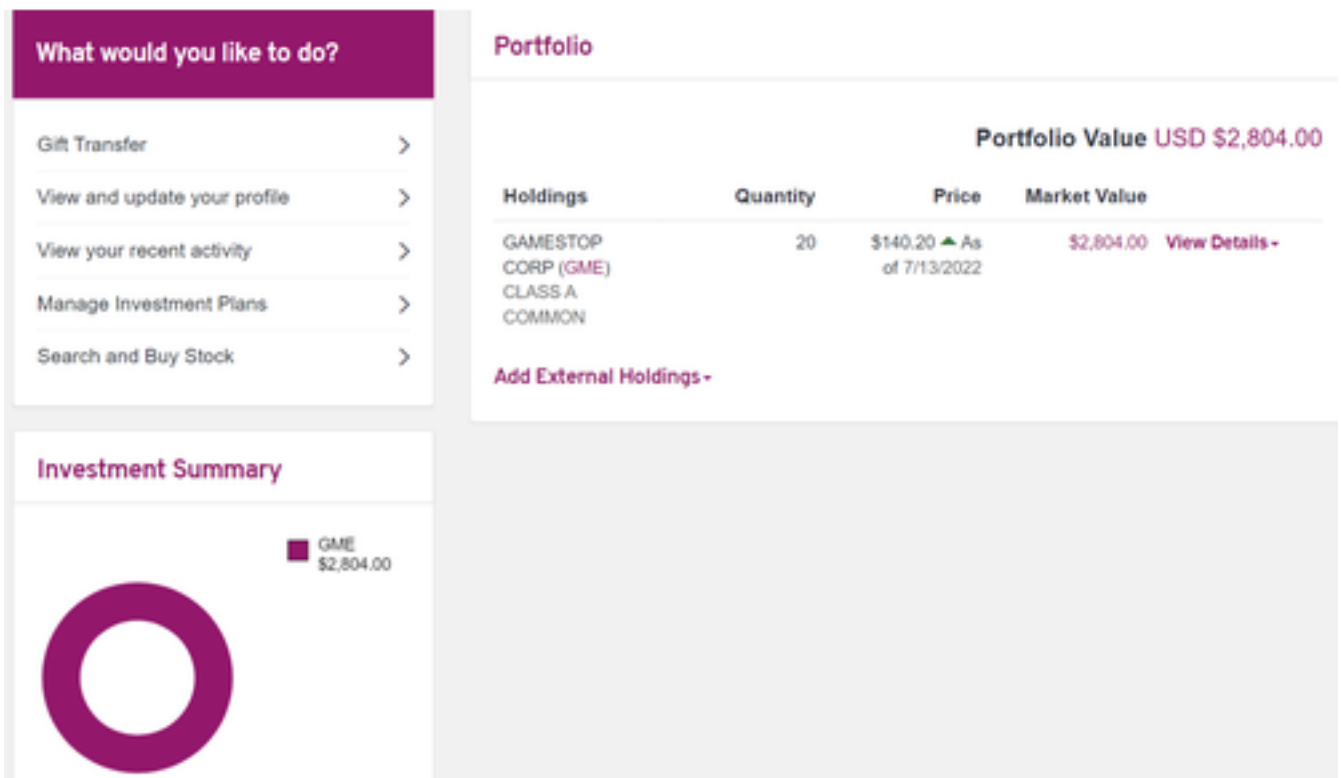 What would you like to do?
Gift Transfer
View and update your profile
View your recent activity
Manage Investment Plans
Search and Buy Stock
Portfolio
Portfolio Value USD $2,804.00
Holdings Quantity Price Market Value
GAMESTOP 20 $140.20 ▲ As $2,804.00 View Details
CORP (GME) of 7/13/2022
CLASS A
COMMON
Add External Holdings
Investment Summary
GME
$2,804.00